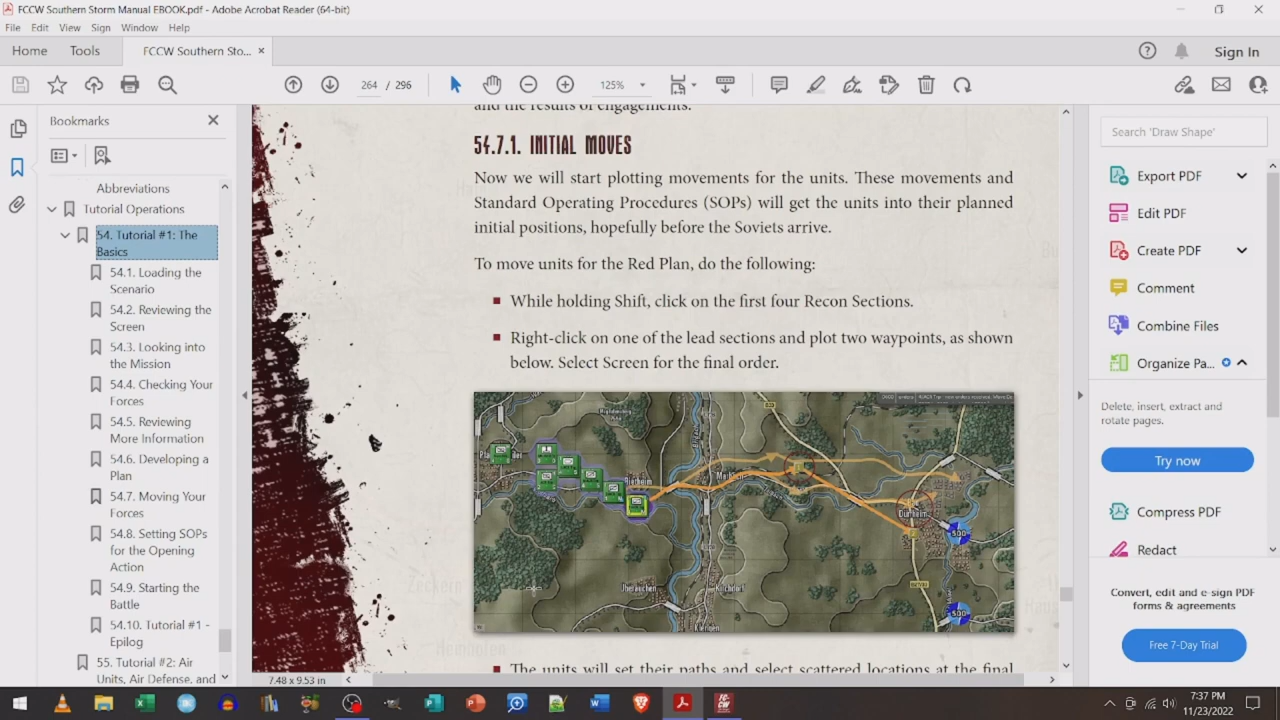 FCCW Southern Storm Manual EBOOK.pdf - Adobe Acrobat Reader (64-bit)
File Edit View Sign Window Help
Home Tools FCCW Southern Sto... × Sign In
264 / 296 125%
Bookmarks
Abbreviations
Tutorial Operations
54. Tutorial #1: The
Basics
54.1. Loading the
Scenario
54.2. Reviewing the
Screen
54.3. Looking into
the Mission
54.4. Checking Your
Forces
54.5. Reviewing
More Information
54.6. Developing a
Plan
54.7. Moving Your
Forces
54.8. Setting SOPs
for the Opening
Action
54.9. Starting the
Battle
54.10. Tutorial #1 -
Epilog
55. Tutorial #2: Air
Units, Air Defense, and
and the results of engagements.
54.7.1. INITIAL MOVES
Now we will start plotting movements for the units. These movements and
Standard Operating Procedures (SOPs) will get the units into their planned
initial positions, hopefully before the Soviets arrive.
To move units for the Red Plan, do the following:
While holding Shift, click on the first four Recon Sections.
Right-click on one of the lead sections and plot two waypoints, as shown
below. Select Screen for the final order.
Dürrheim
500
Kirchdorf
500
The units will set their paths and select scattered locations at the final
7.48 x 9.53 in
Search 'Draw Shape'
Export PDF
Edit PDF
Create PDF
Comment
Combine Files
Organize Pa...
Delete, insert, extract and
rotate pages.
Try now
Compress PDF
Redact
Convert, edit and e-sign PDF
forms & agreements
Free 7-Day Trial
7:37 PM
11/23/2022